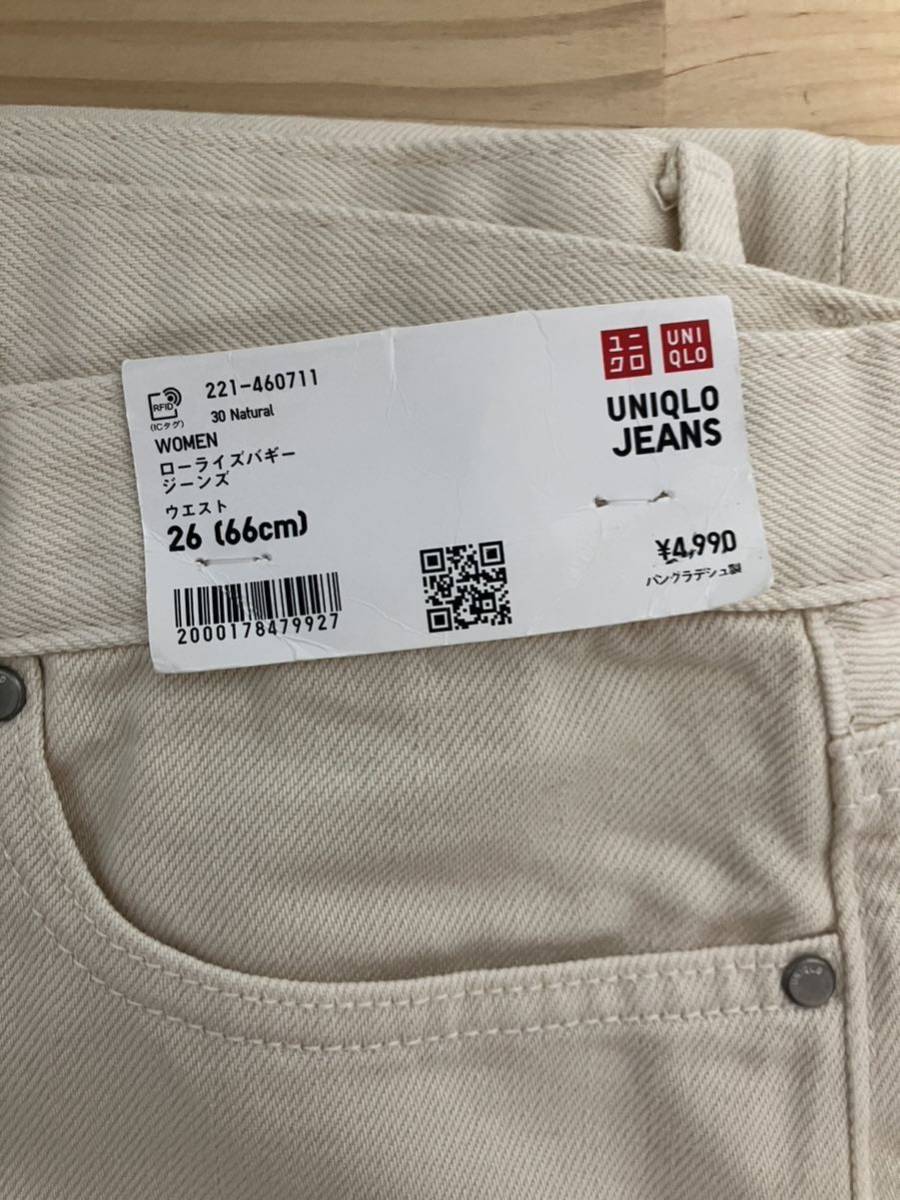 RFID
(ICタグ)
221-460711
30 Natural
WOMEN
ローライズバギー
ジーンズ
ウエスト
26 (66cm)
2000178479927
ユニ
クロ
UNI
QLO
UNIQLO
JEANS
¥4,990
バングラデシュ製